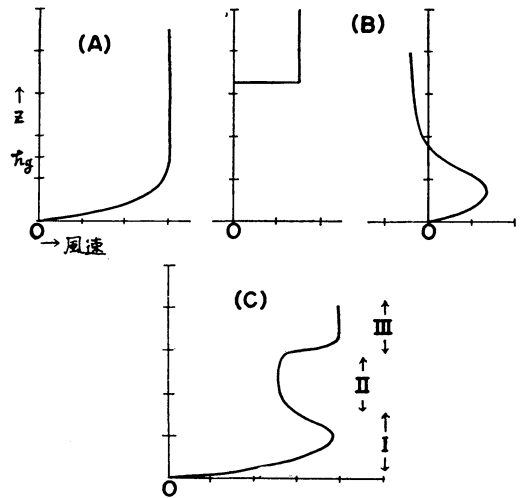 (A)
(B)
↑
z
hg
O
→ 風速
O
O
(C)
↑
III
↓
↑
II
↓
↑
I
↓
O